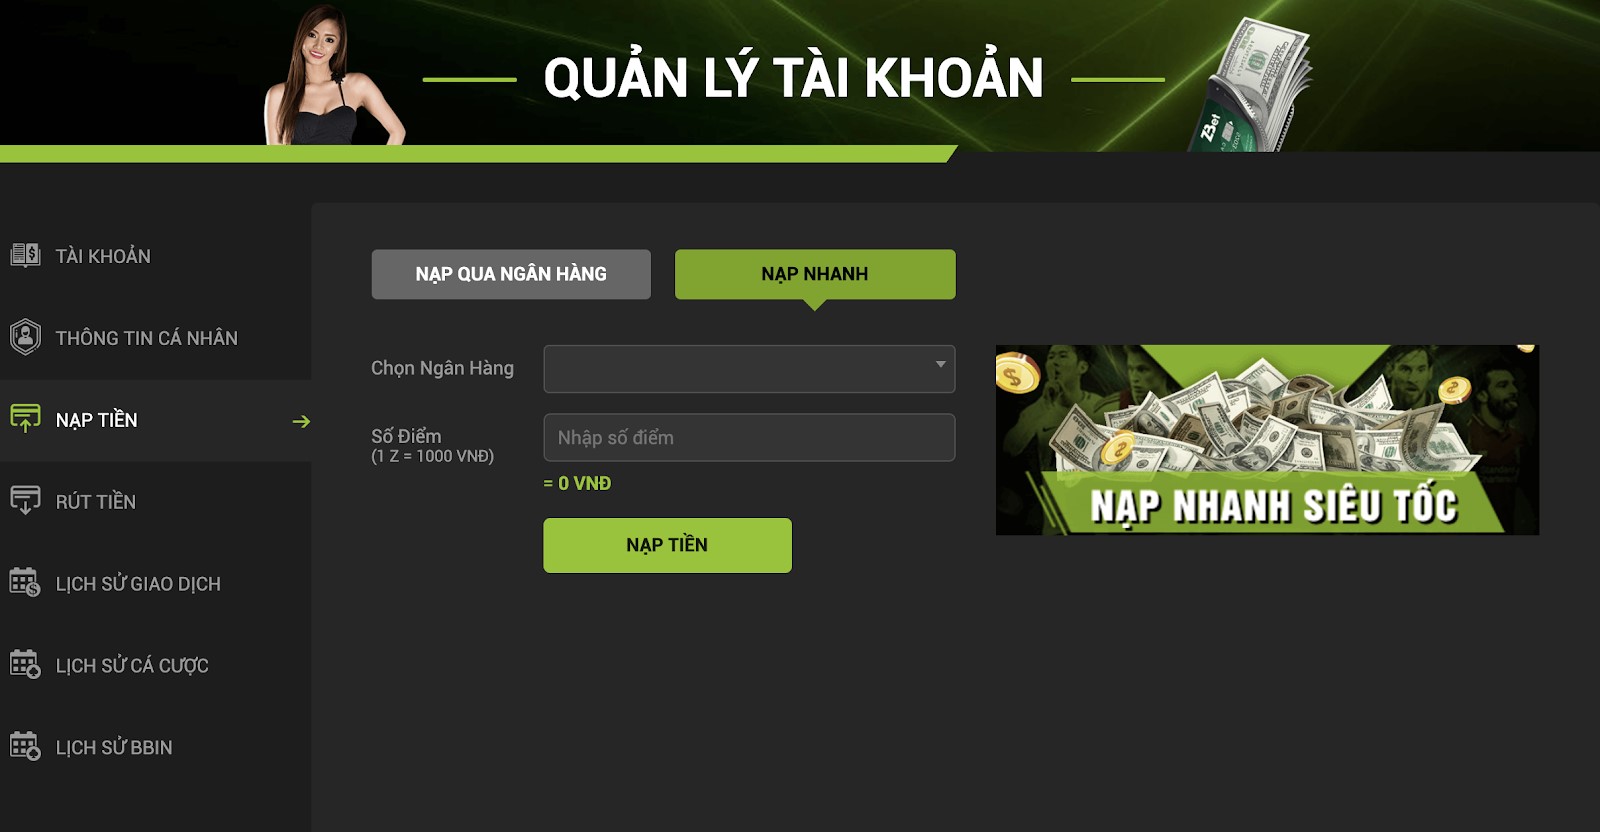 QUẢN LÝ TÀI KHOẢN
zBet
TÀI KHOẢN
THÔNG TIN CÁ NHÂN
NẠP TIỀN
RÚT TIỀN
LỊCH SỬ GIAO DỊCH
LỊCH SỬ CÁ CƯỢC
LỊCH SỬ BBIN
NẠP QUA NGÂN HÀNG
NẠP NHANH
Chọn Ngân Hàng
Số Điểm
(1 Z = 1000 VNĐ)
Nhập số điểm
= 0 VNĐ
NẠP TIỀN
NẠP NHANH SIÊU TỐC